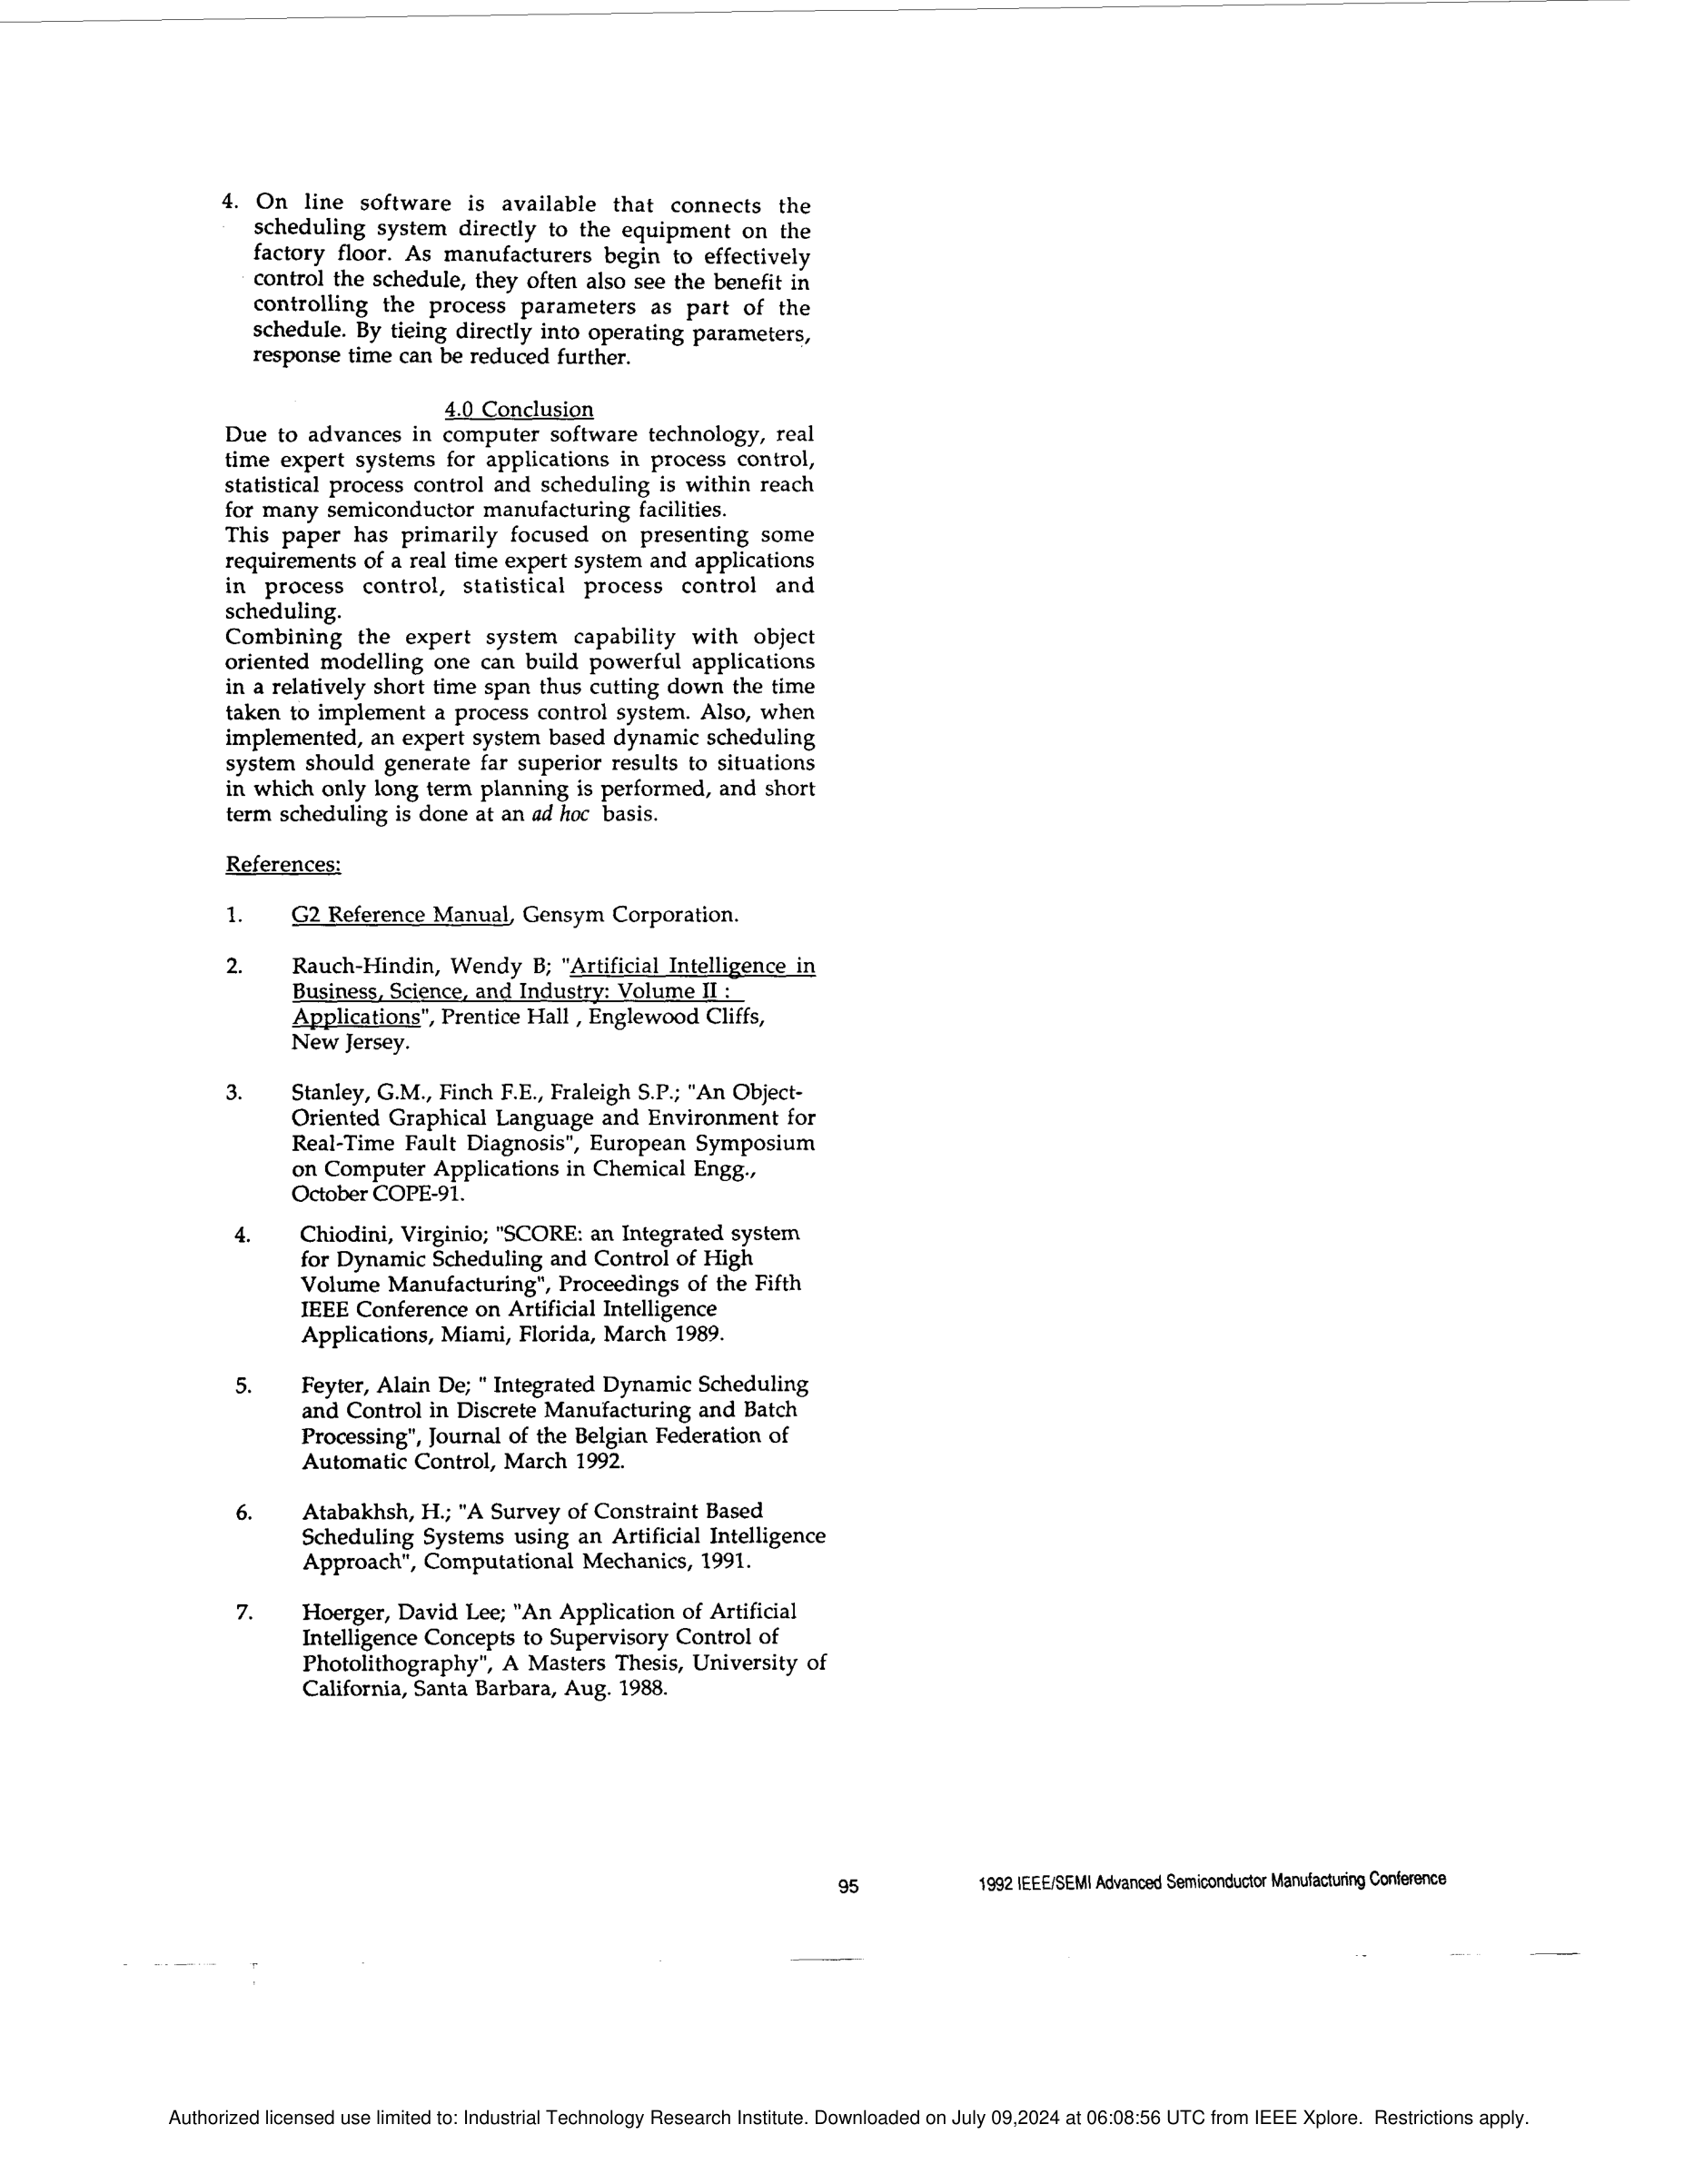 4. On line software is available that connects the
scheduling system directly to the equipment on the
factory floor. As manufacturers begin to effectively
control the schedule, they often also see the benefit in
controlling the process parameters as part of the
schedule. By tieing directly into operating parameters,
response time can be reduced further.
4.0 Conclusion
Due to advances in computer software technology, real
time expert systems for applications in process control,
statistical process control and scheduling is within reach
for many semiconductor manufacturing facilities.
This paper has primarily focused on presenting some
requirements of a real time expert system and applications
in process control, statistical process control and
scheduling.
Combining the expert system capability with object
oriented modelling one can build powerful applications
in a relatively short time span thus cutting down the time
taken to implement a process control system. Also, when
implemented, an expert system based dynamic scheduling
system should generate far superior results to situations
in which only long term planning is performed, and short
term scheduling is done at an ad hoc basis.
References:
1. G2 Reference Manual, Gensym Corporation.
2. Rauch-Hindin, Wendy B; "Artificial Intelligence in
Business, Science, and Industry: Volume II :
Applications", Prentice Hall , Englewood Cliffs,
New Jersey.
3. Stanley, G.M., Finch F.E., Fraleigh S.P.; "An Object-
Oriented Graphical Language and Environment for
Real-Time Fault Diagnosis", European Symposium
on Computer Applications in Chemical Engg.,
October COPE-91.
4. Chiodini, Virginio; "SCORE: an Integrated system
for Dynamic Scheduling and Control of High
Volume Manufacturing", Proceedings of the Fifth
IEEE Conference on Artificial Intelligence
Applications, Miami, Florida, March 1989.
5. Feyter, Alain De; " Integrated Dynamic Scheduling
and Control in Discrete Manufacturing and Batch
Processing", Journal of the Belgian Federation of
Automatic Control, March 1992.
6. Atabakhsh, H.; "A Survey of Constraint Based
Scheduling Systems using an Artificial Intelligence
Approach", Computational Mechanics, 1991.
7. Hoerger, David Lee; "An Application of Artificial
Intelligence Concepts to Supervisory Control of
Photolithography", A Masters Thesis, University of
California, Santa Barbara, Aug. 1988.
95 1992 IEEE/SEMI Advanced Semiconductor Manufacturing Conference
Authorized licensed use limited to: Industrial Technology Research Institute. Downloaded on July 09,2024 at 06:08:56 UTC from IEEE Xplore. Restrictions apply.